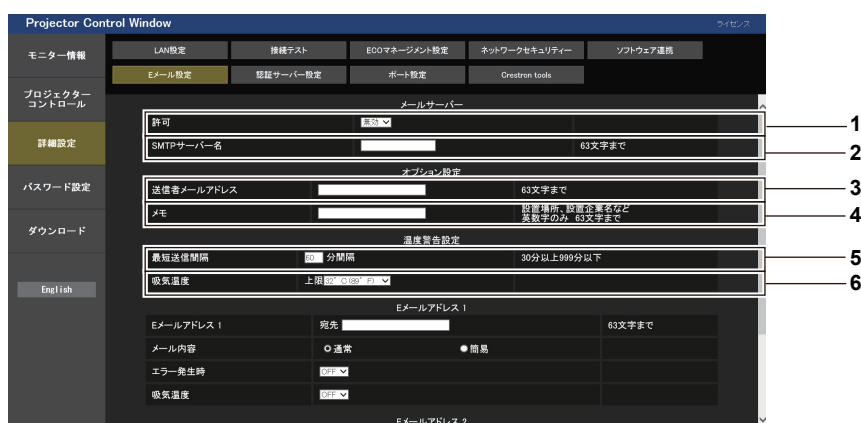 Projector Control Window
ライセンス
モニター情報
プロジェクター
コントロール
詳細設定
パスワード設定
ダウンロード
English
LAN設定
接続テスト
ECOマネージメント設定
ネットワークセキュリティー
ソフトウェア連携
Eメール設定
認証サーバー設定
ポート設定
Crestron tools
メールサーバー
許可 無効 1
SMTPサーバー名 63文字まで 2
オプション設定
送信者メールアドレス 63文字まで 3
メモ 設置場所、設置企業名など
英数字のみ 63文字まで 4
温度警告設定
最短送信間隔 60 分間隔 30分以上999分以下 5
吸気温度 上限 32°C(89°F) 6
Eメールアドレス 1
Eメールアドレス 1 宛先 63文字まで
メール内容 通常 簡易
エラー発生時 OFF
吸気温度 OFF
Eメールアドレス 2